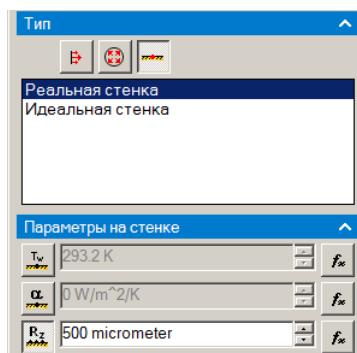 Тип
Реальная стенка
Идеальная стенка
Параметры на стенке
Tw 293.2 K fx
α 0 W/m^2/K fx
Rz 500 micrometer fx